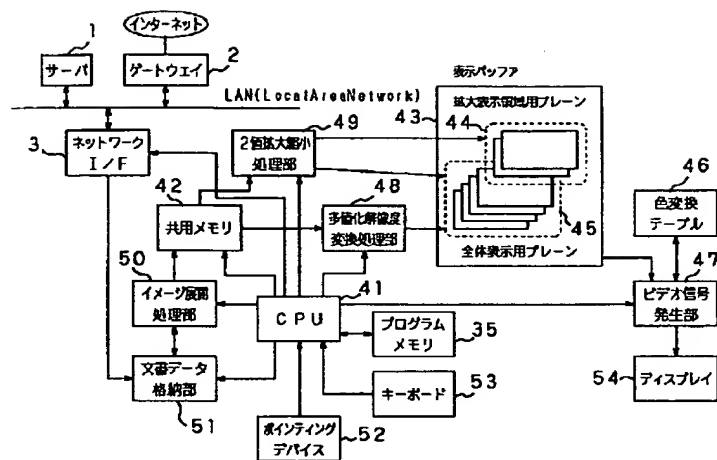 インターネット
1
サーバ
ゲートウェイ
2
LAN(LocalAreaNetwork)
表示バッファ
拡大表示領域用プレーン
43
44
3
ネットワーク
I/F
49
2値拡大縮小
処理部
42
共用メモリ
48
多値化解像度
変換処理部
45
全体表示用プレーン
46
色変換
テーブル
50
イメージ展開
処理部
41
CPU
47
ビデオ信号
発生部
プログラム
メモリ
35
文書データ
格納部
51
キーボード
53
54
ディスプレイ
ポインティング
デバイス
52